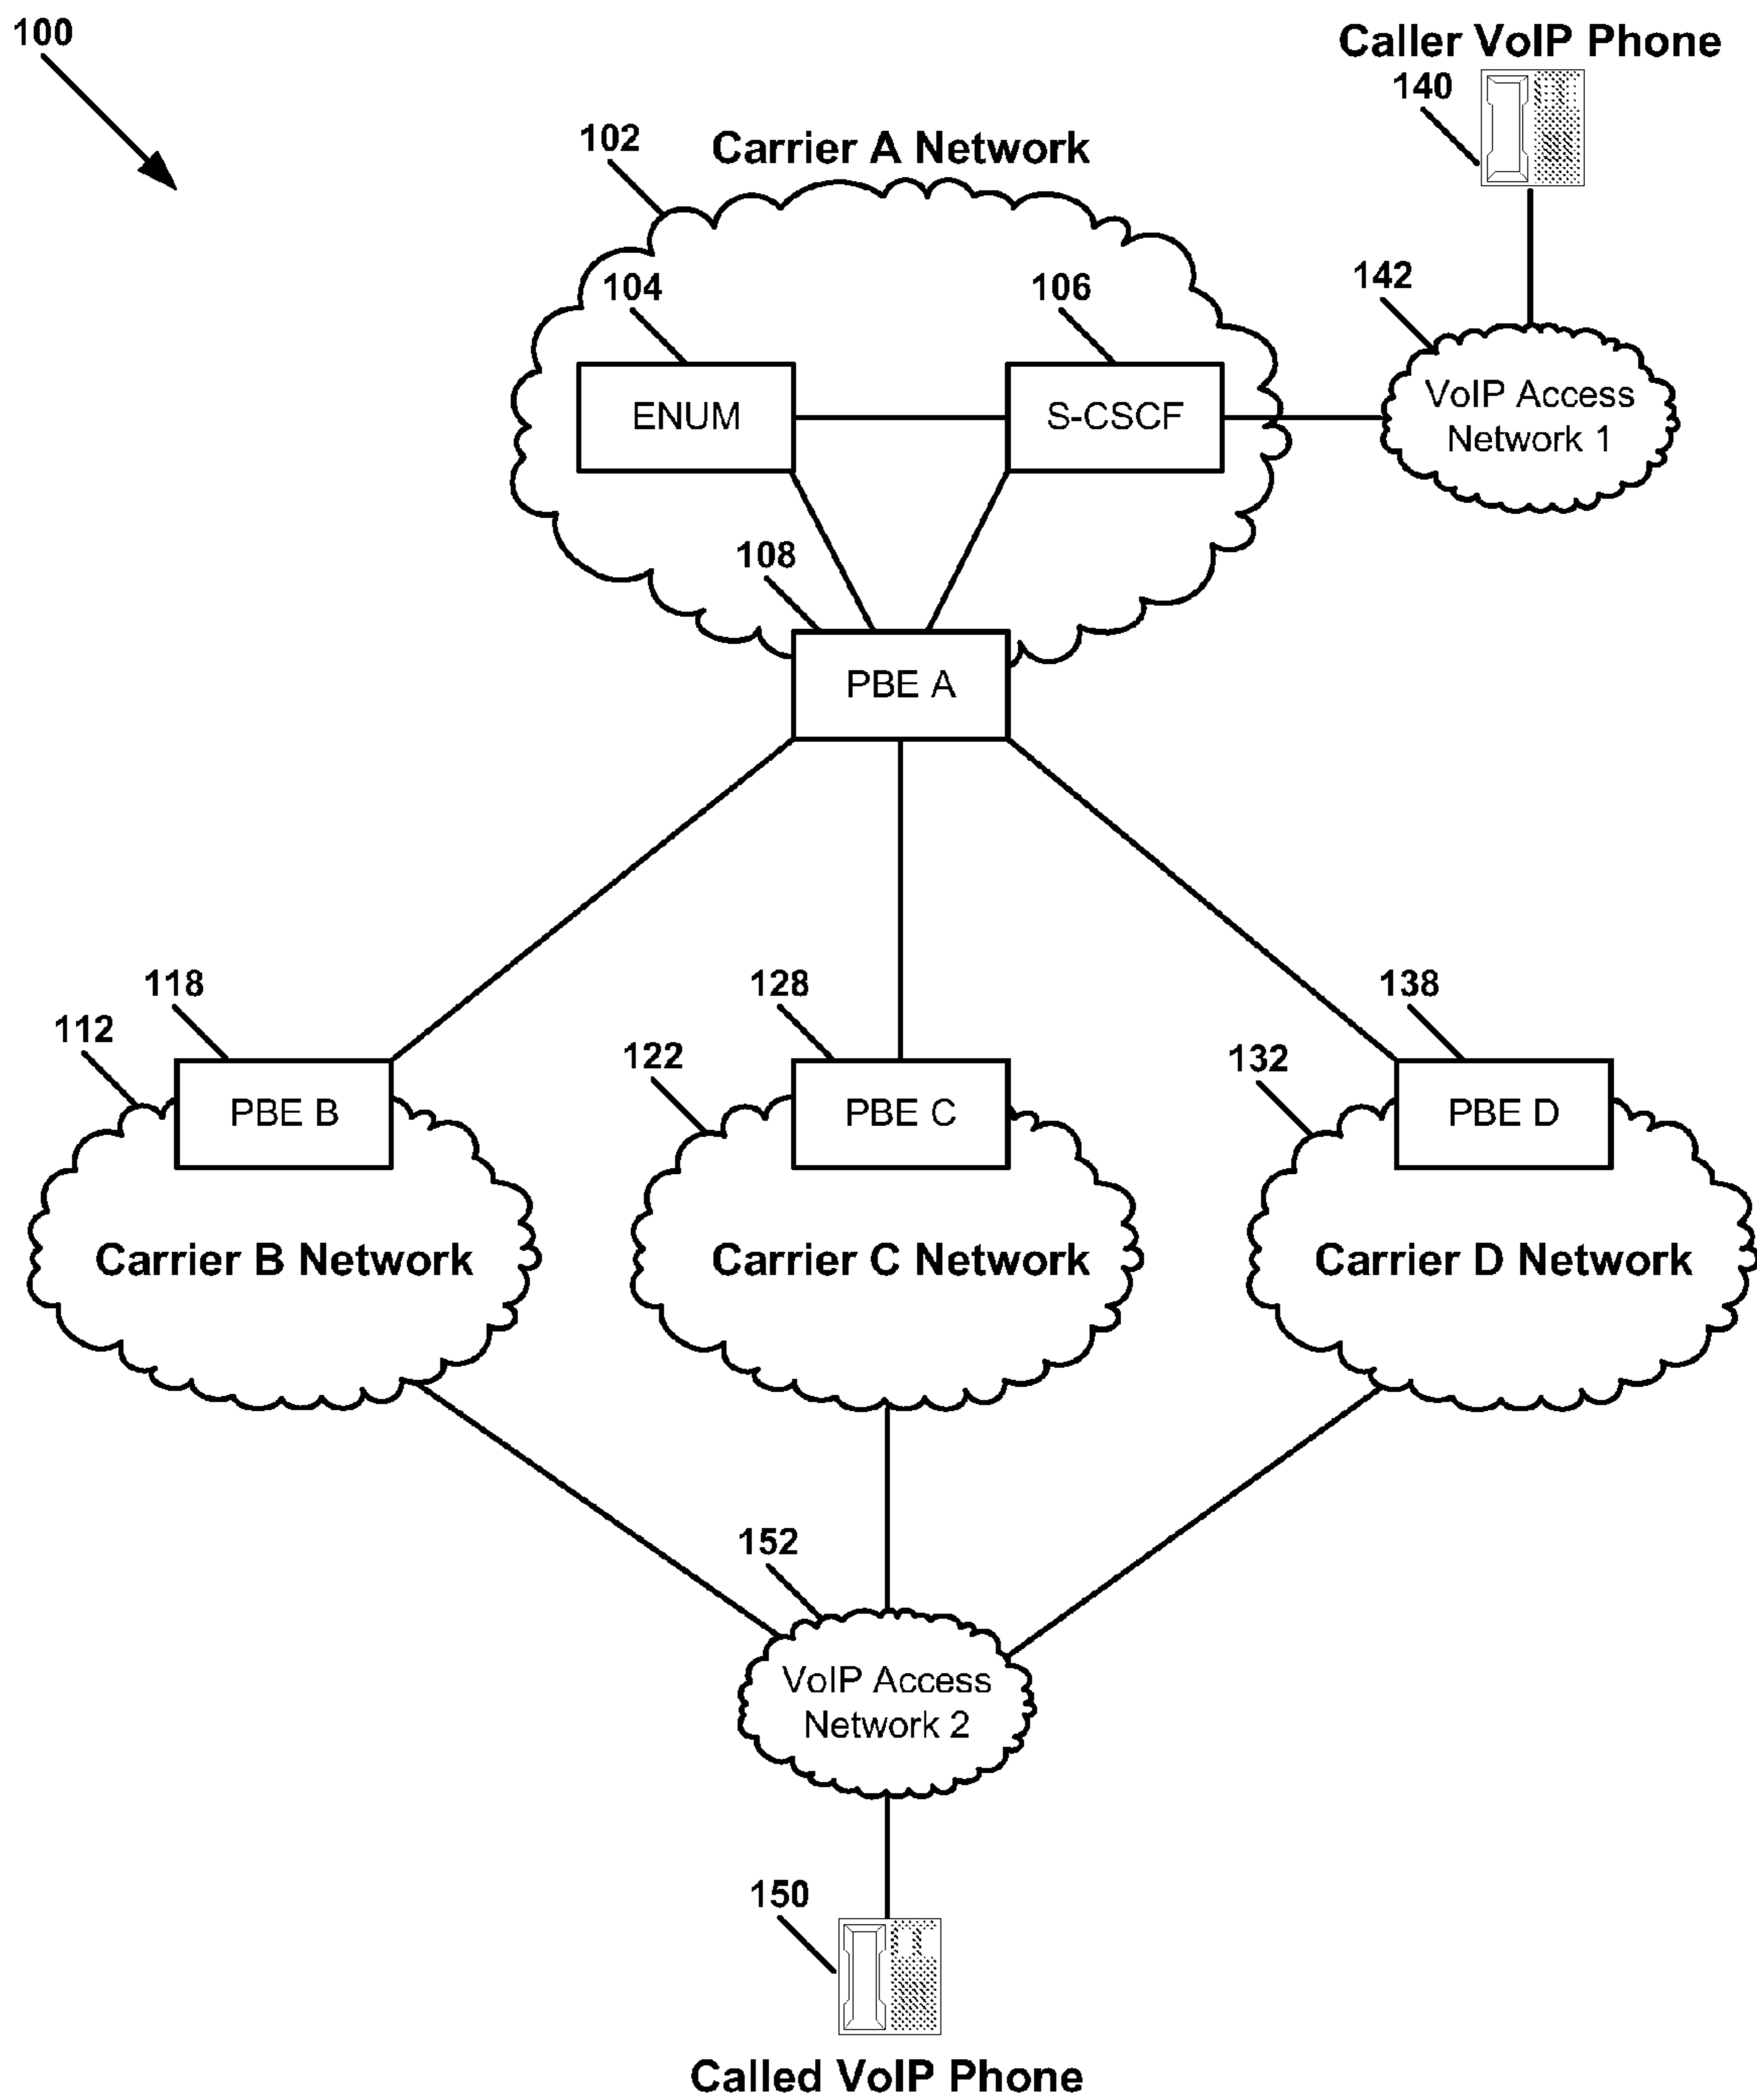 100
Caller VoIP Phone
140
102
Carrier A Network
142
104
106
ENUM
S-CSCF
VoIP Access
Network 1
108
PBE A
118
128
138
112
122
132
PBE B
PBE C
PBE D
Carrier B Network
Carrier C Network
Carrier D Network
152
VoIP Access
Network 2
150
Called VoIP Phone